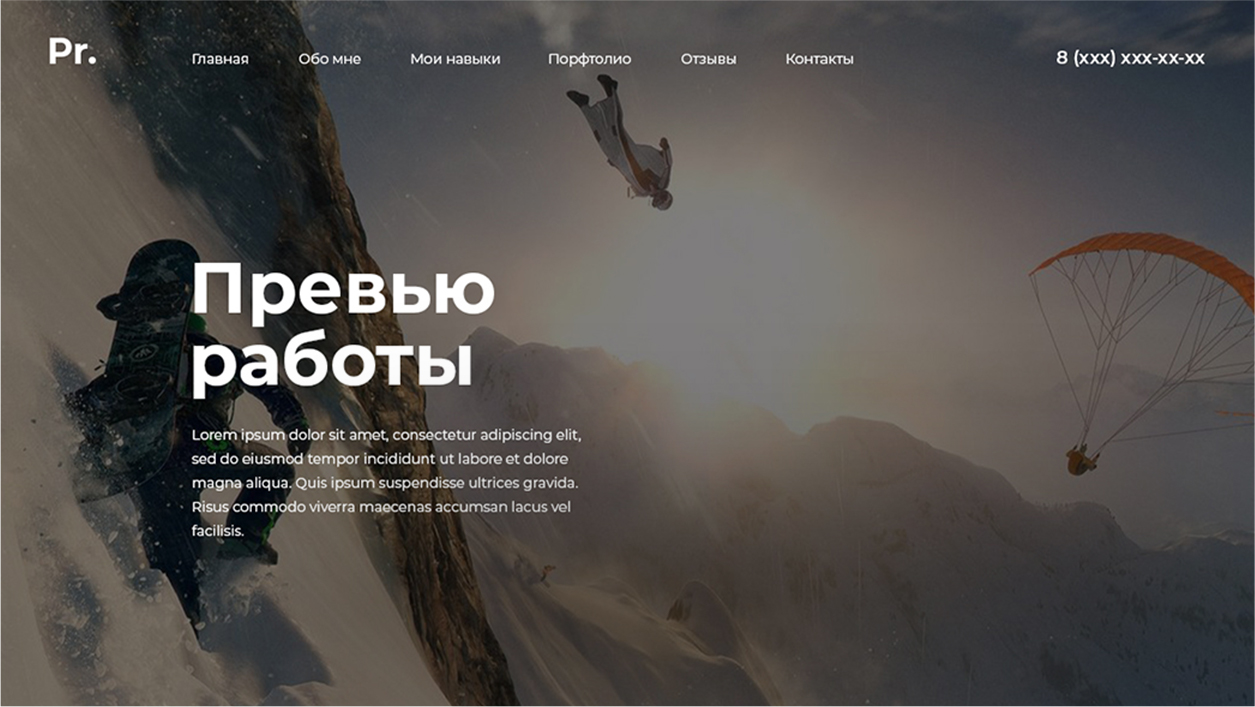 Pr.
Главная
Обо мне
Мои навыки
Порфтолио
Отзывы
Контакты
8 (xxx) xxx-xx-xx
Превью
работы
Lorem ipsum dolor sit amet, consectetur adipiscing elit,
sed do eiusmod tempor incididunt ut labore et dolore
magna aliqua. Quis ipsum suspendisse ultrices gravida.
Risus commodo viverra maecenas accumsan lacus vel
facilisis.